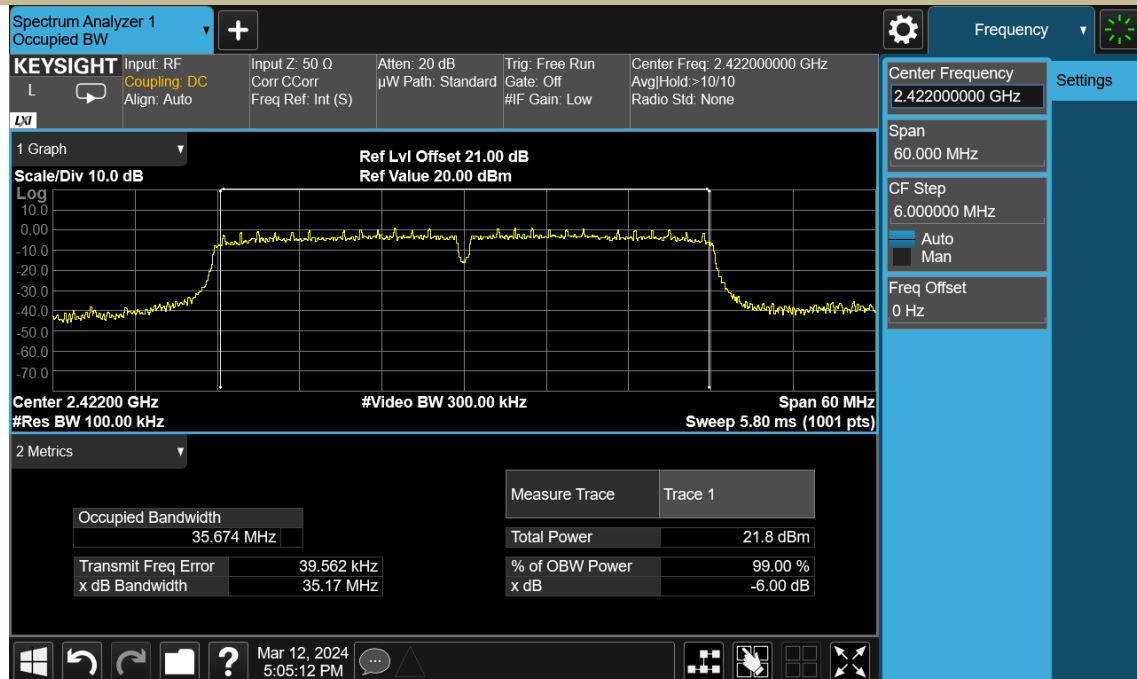 Spectrum Analyzer 1
Occupied BW
Frequency
KEYSIGHT
L
LXI
Input: RF
Coupling: DC
Align: Auto
Input Z: 50 Ω
Corr CCorr
Freq Ref: Int (S)
Atten: 20 dB
µW Path: Standard
Trig: Free Run
Gate: Off
#IF Gain: Low
Center Freq: 2.422000000 GHz
Avg|Hold:>10/10
Radio Std: None
Center Frequency
2.422000000 GHz
Settings
Span
60.000 MHz
CF Step
6.000000 MHz
Auto
Man
Freq Offset
0 Hz
1 Graph
Scale/Div 10.0 dB
Ref Lvl Offset 21.00 dB
Ref Value 20.00 dBm
Log
10.0
0.00
-10.0
-20.0
-30.0
-40.0
-50.0
-60.0
-70.0
Center 2.42200 GHz
#Res BW 100.00 kHz
#Video BW 300.00 kHz
Span 60 MHz
Sweep 5.80 ms (1001 pts)
2 Metrics
Measure Trace Trace 1
Occupied Bandwidth
35.674 MHz
Total Power 21.8 dBm
Transmit Freq Error 39.562 kHz
% of OBW Power 99.00 %
x dB Bandwidth 35.17 MHz
x dB -6.00 dB
?
Mar 12, 2024
5:05:12 PM